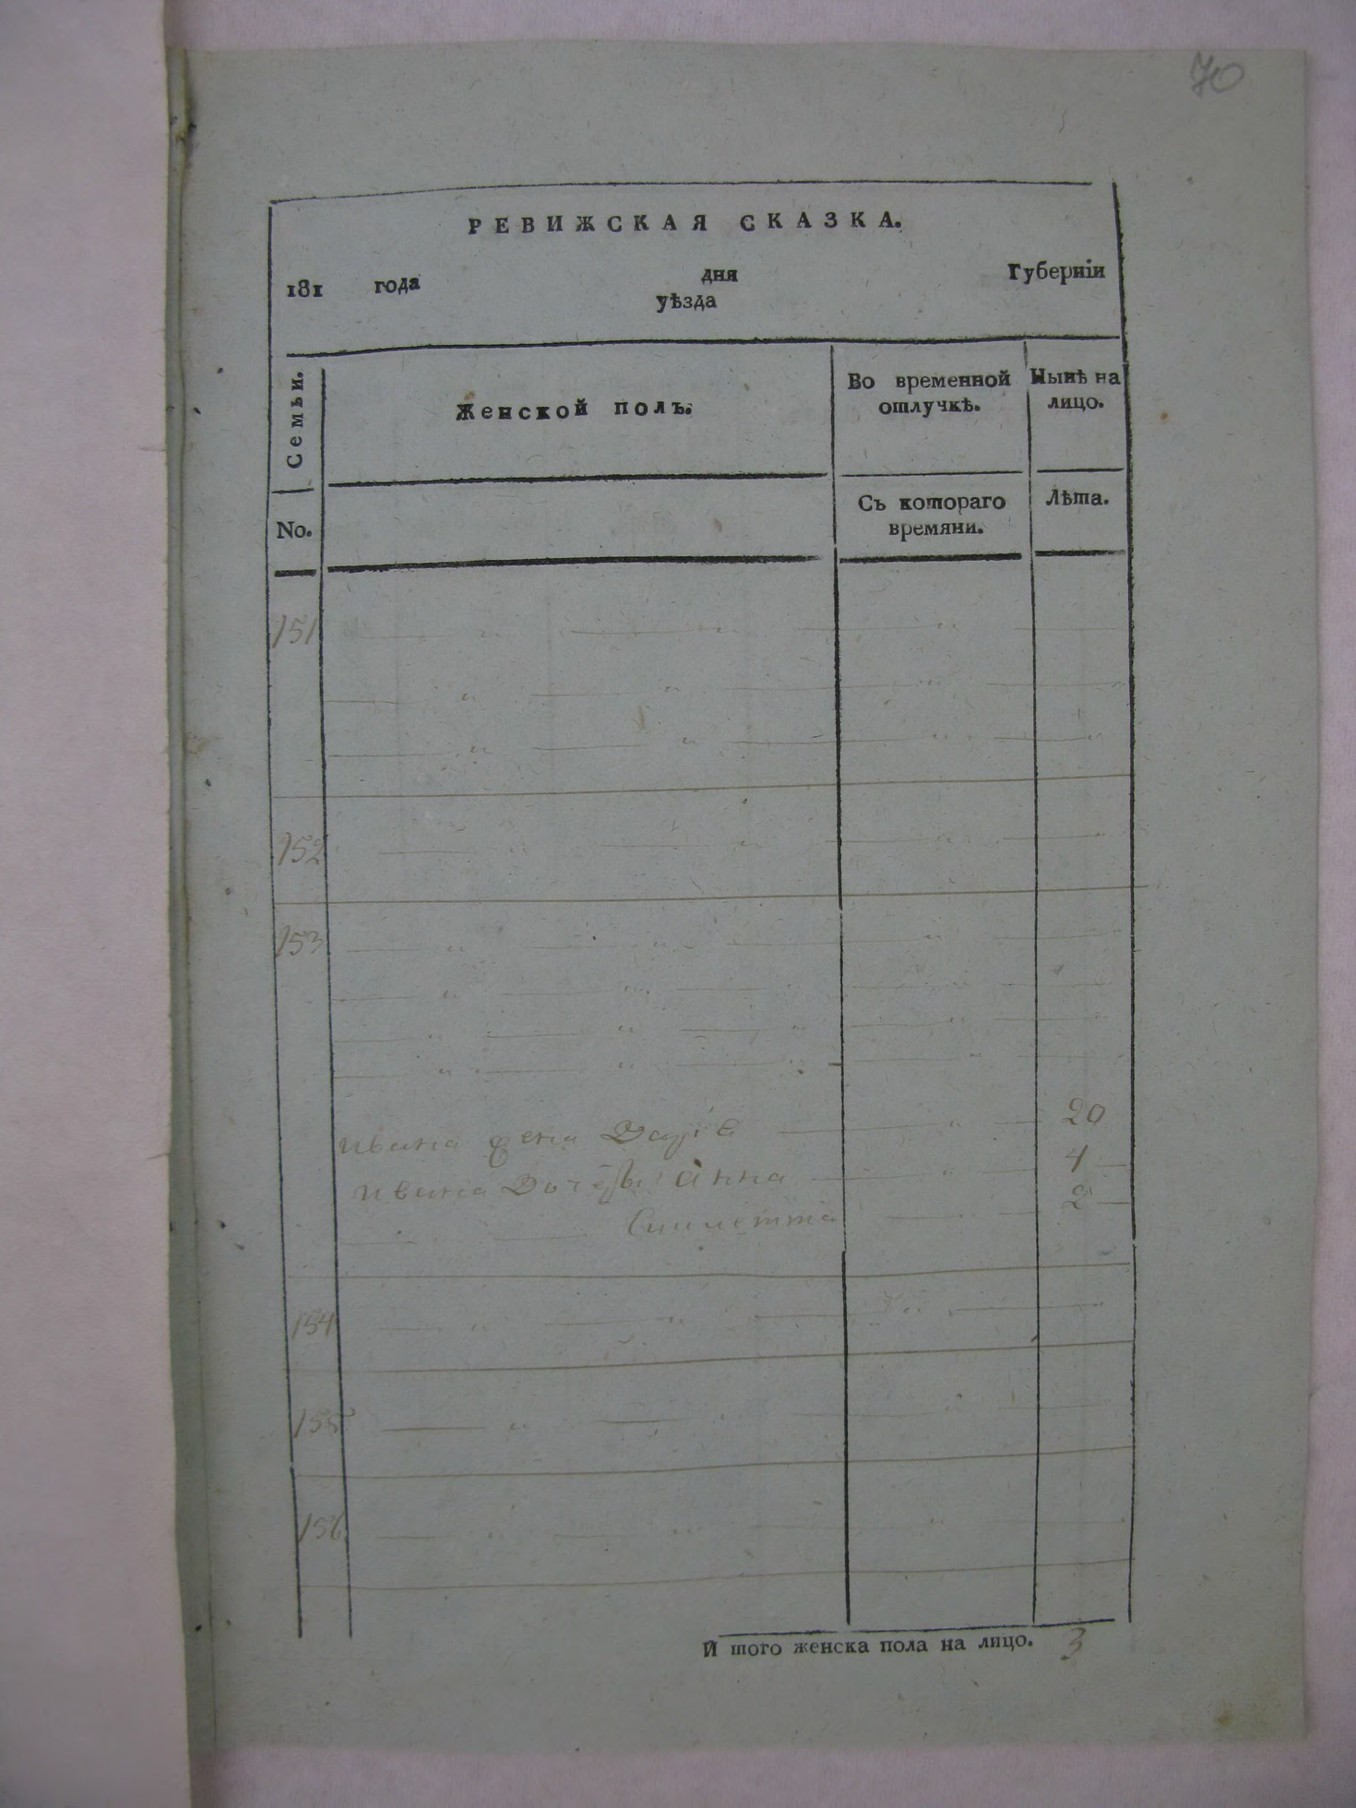 70
РЕВИЖСКАЯ СКАЗКА.
181 года дня Губерніи
уѣзда
Семьи. Женской полъ. Во временной отлучкѣ. Нынѣ на лицо.
No. Съ котораго времяни. Лѣта.
151
152
153
Ивана жена Дарія 20
Ивана дочерьи Анна 4
2
154
155
156
И того женска пола на лицо. 3